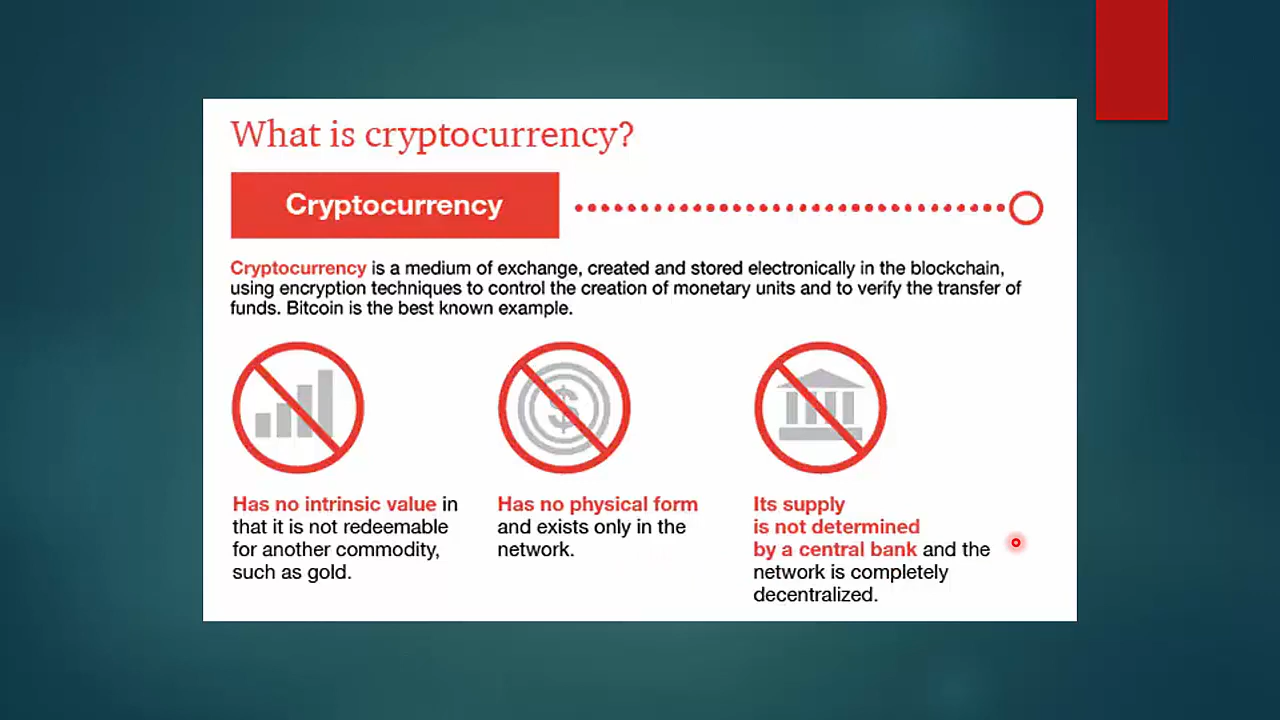 What is cryptocurrency?
Cryptocurrency
Cryptocurrency is a medium of exchange, created and stored electronically in the blockchain,
using encryption techniques to control the creation of monetary units and to verify the transfer of
funds. Bitcoin is the best known example.
$
Has no intrinsic value in
that it is not redeemable
for another commodity,
such as gold.
Has no physical form
and exists only in the
network.
Its supply
is not determined
by a central bank and the
network is completely
decentralized.